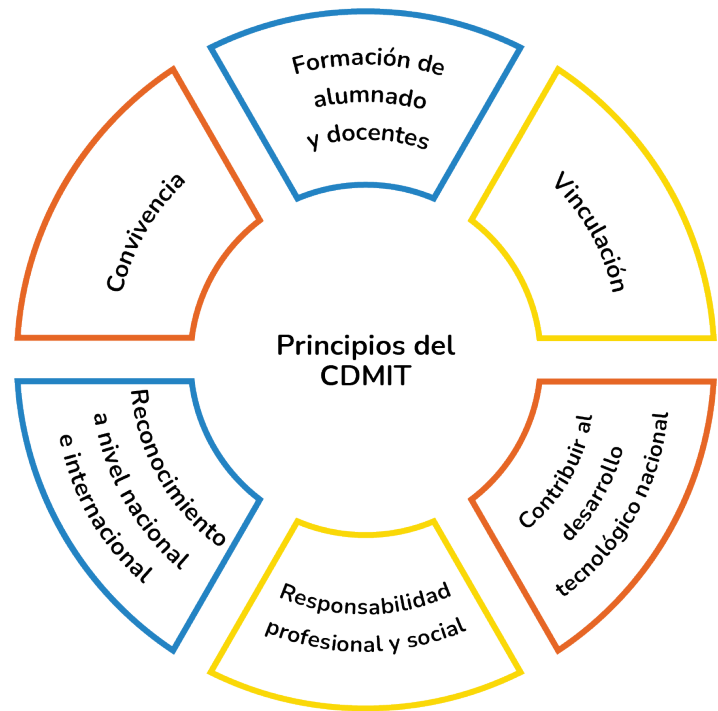 Formación de
alumnado
y docentes
Vinculación
Contribuir al
desarrollo
tecnológico nacional
Responsabilidad
profesional y social
Reconocimiento
a nivel nacional
e internacional
Convivencia
Principios del
CDMIT